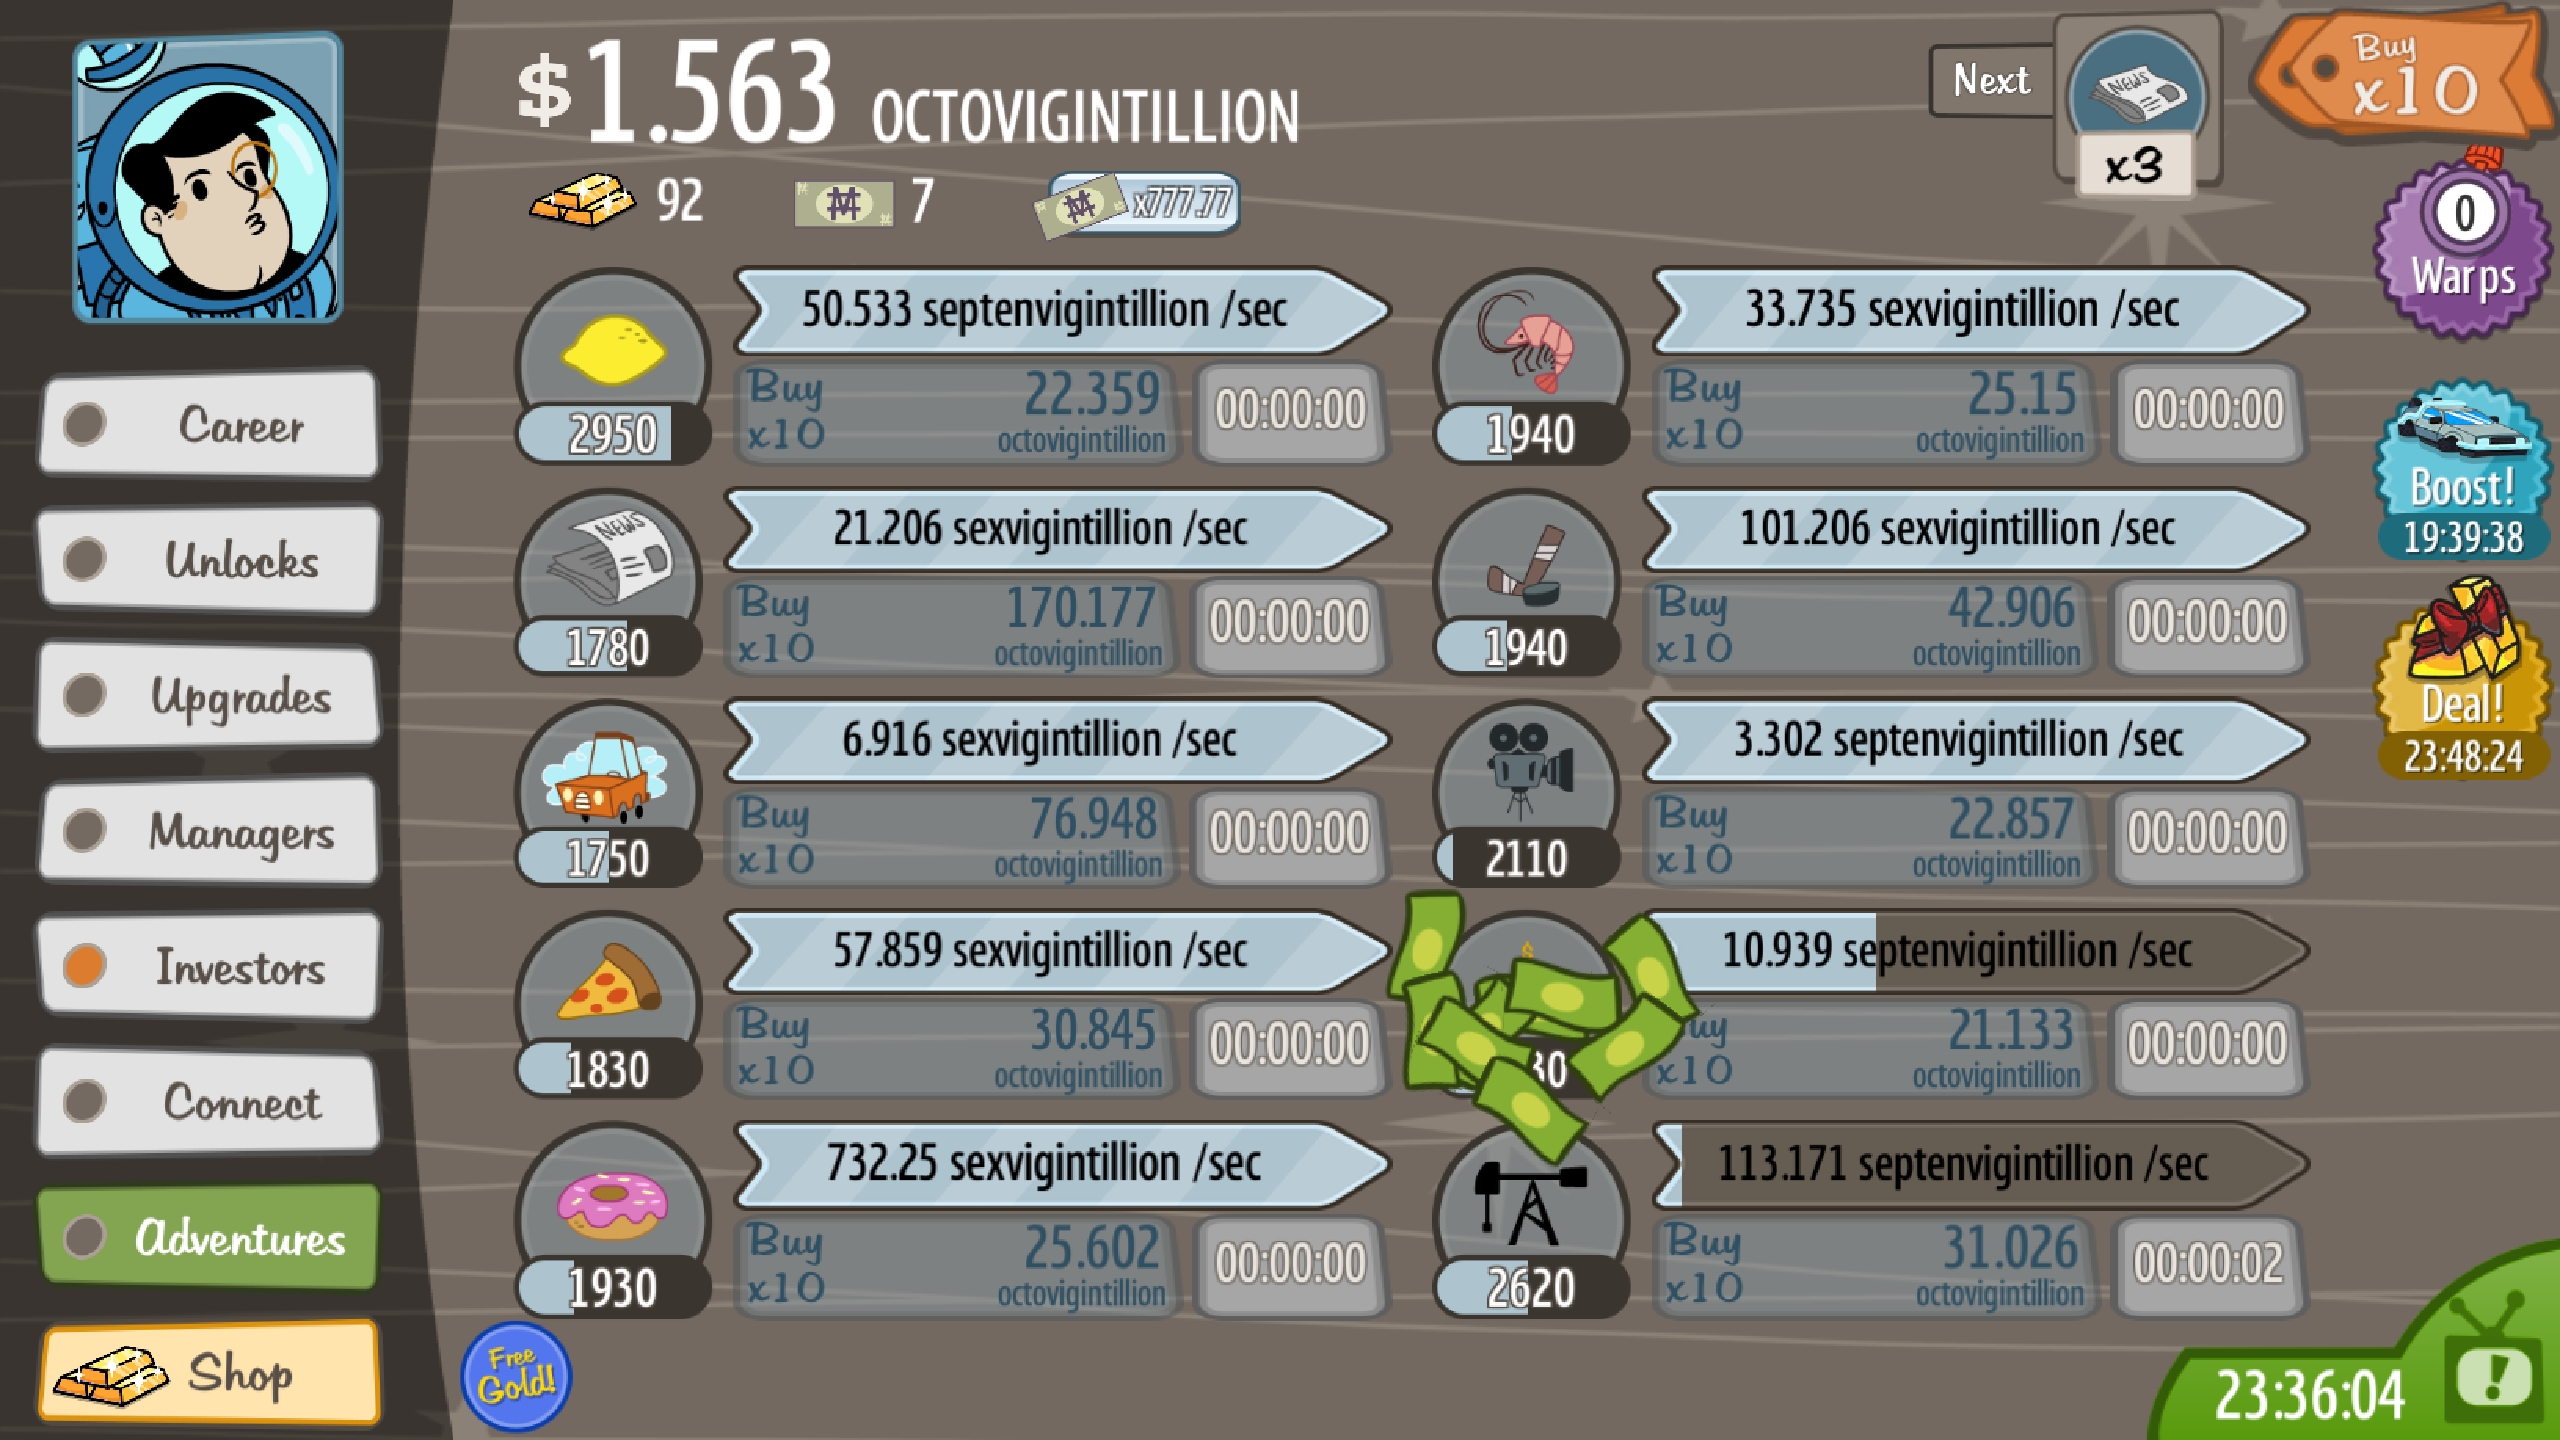 $1.563 OCTOVIGINTILLION
92 7 x777.77
Next
NEWS
x3
Buy
x10
0
Warps
Boost!
19:39:38
Deal!
23:48:24
Career
Unlocks
Upgrades
Managers
Investors
Connect
Adventures
Shop
50.533 septenvigintillion /sec
2950
Buy
x10
22.359
octovigintillion
00:00:00
33.735 sexvigintillion /sec
1940
Buy
x10
25.15
octovigintillion
00:00:00
NEWS
21.206 sexvigintillion /sec
1780
Buy
x10
170.177
octovigintillion
00:00:00
101.206 sexvigintillion /sec
1940
Buy
x10
42.906
octovigintillion
00:00:00
6.916 sexvigintillion /sec
1750
Buy
x10
76.948
octovigintillion
00:00:00
3.302 septenvigintillion /sec
2110
Buy
x10
22.857
octovigintillion
00:00:00
57.859 sexvigintillion /sec
1830
Buy
x10
30.845
octovigintillion
00:00:00
10.939 septenvigintillion /sec
x10
21.133
octovigintillion
00:00:00
732.25 sexvigintillion /sec
1930
Buy
x10
25.602
octovigintillion
00:00:00
113.171 septenvigintillion /sec
2620
Buy
x10
31.026
octovigintillion
00:00:02
Free
Gold!
23:36:04
!